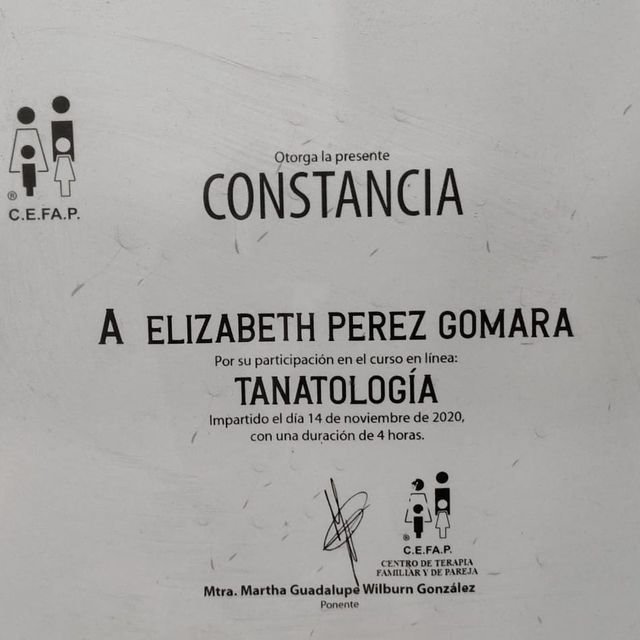 ®
C.E.FA.P.
Otorga la presente
CONSTANCIA
A ELIZABETH PEREZ GOMARA
Por su participación en el curso en línea:
TANATOLOGÍA
Impartido el día 14 de noviembre de 2020,
con una duración de 4 horas.
®
C.E.FA.P.
CENTRO DE TERAPIA
FAMILIAR Y DE PAREJA
Mtra. Martha Guadalupe Wilburn González
Ponente